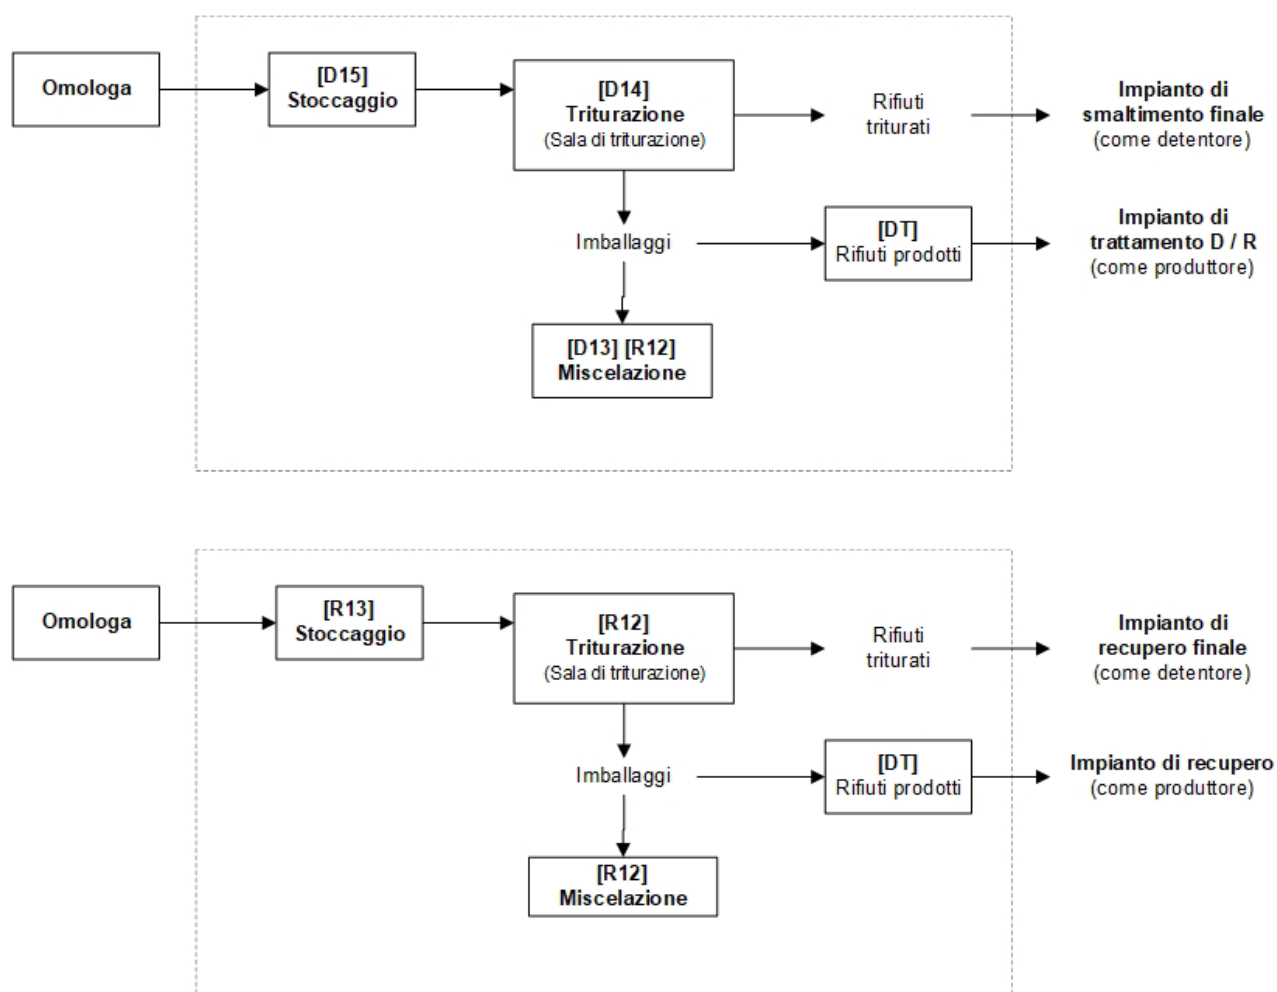 Omologa
[D15]
Stoccaggio
[D14]
Triturazione
(Sala di triturazione)
Rifiuti
triturati
Impianto di
smaltimento finale
(come detentore)
Imballaggi
[DT]
Rifiuti prodotti
Impianto di
trattamento D / R
(come produttore)
[D13] [R12]
Miscelazione
Omologa
[R13]
Stoccaggio
[R12]
Triturazione
(Sala di triturazione)
Rifiuti
triturati
Impianto di
recupero finale
(come detentore)
Imballaggi
[DT]
Rifiuti prodotti
Impianto di recupero
(come produttore)
[R12]
Miscelazione